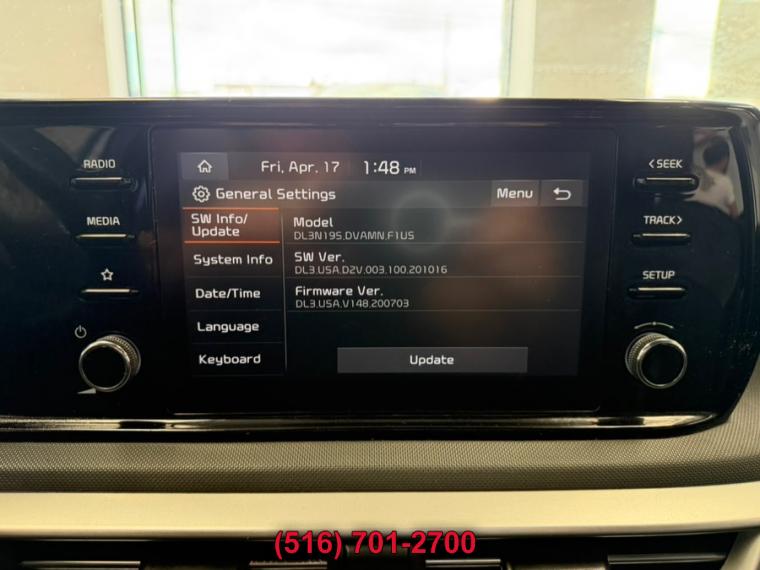 RADIO
MEDIA
Fri, Apr. 17 1:48 PM
General Settings
Menu
SW Info/
Update
System Info
Date/Time
Language
Keyboard
Model
DL3N19S.DVAMN.F1US
SW Ver.
DL3.USA.D2V.003.100.201016
Firmware Ver.
DL3.USA.V148.200703
Update
< SEEK
TRACK >
SETUP
(516) 701-2700